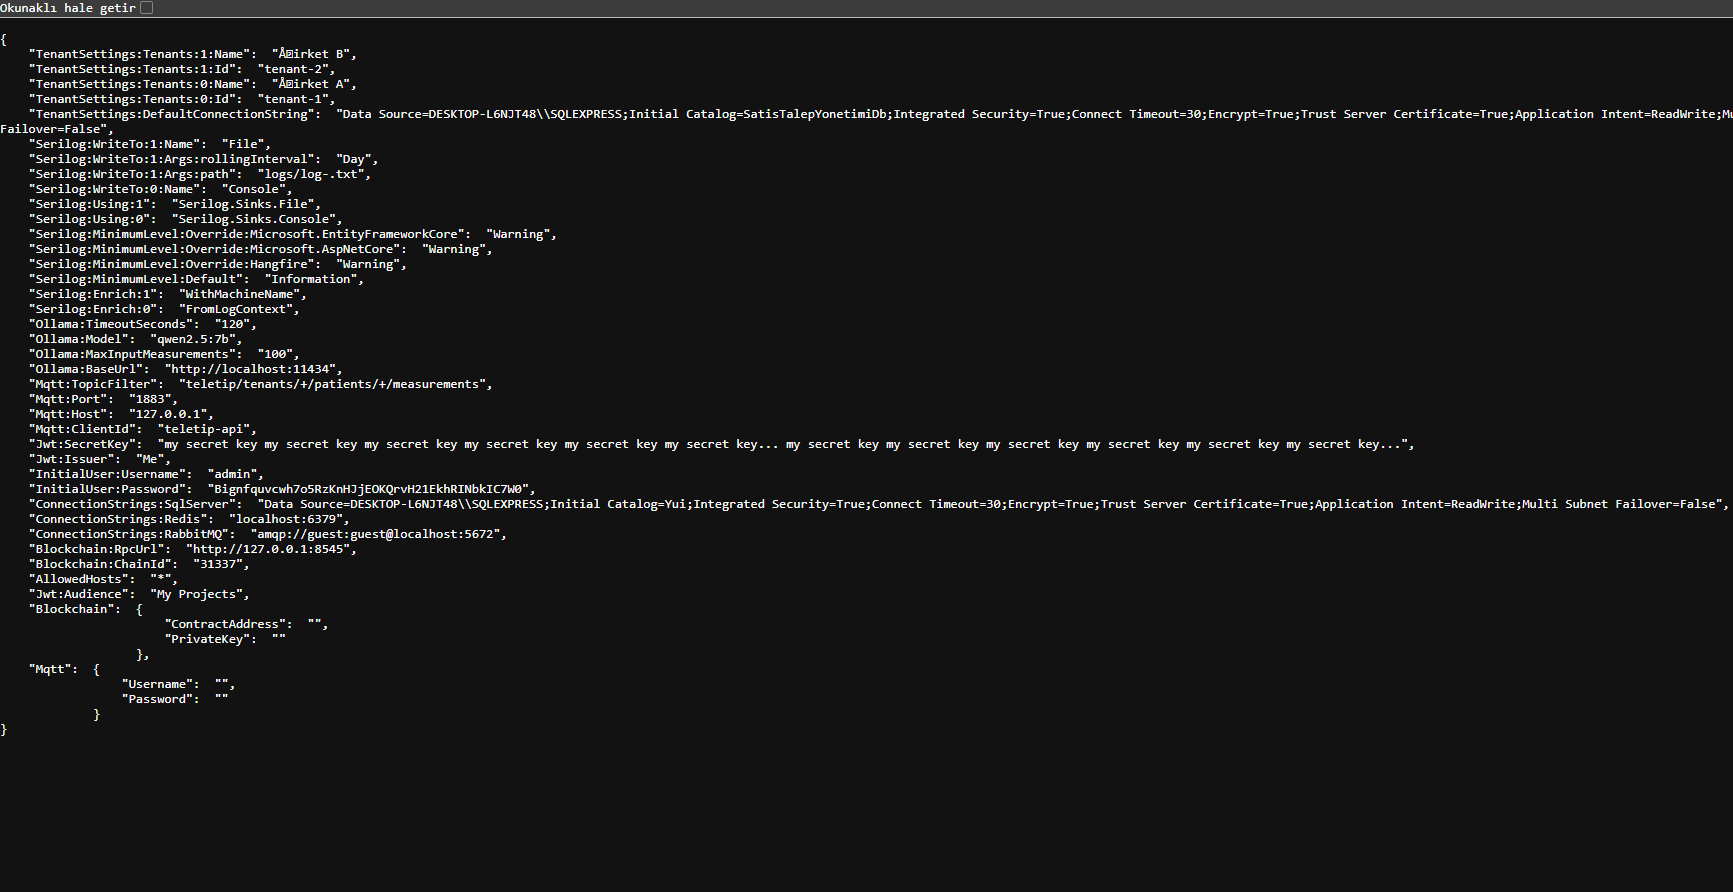 Okunaklı hale getir
{
"TenantSettings:Tenants:1:Name": "Åirket B",
"TenantSettings:Tenants:1:Id": "tenant-2",
"TenantSettings:Tenants:0:Name": "Åirket A",
"TenantSettings:Tenants:0:Id": "tenant-1",
"TenantSettings:DefaultConnectionString": "Data Source=DESKTOP-L6NJT48\\SQLEXPRESS;Initial Catalog=SatisTalepYonetimiDb;Integrated Security=True;Connect Timeout=30;Encrypt=True;Trust Server Certificate=True;Application Intent=ReadWrite;Mu
Failover=False",
"Serilog:WriteTo:1:Name": "File",
"Serilog:WriteTo:1:Args:rollingInterval": "Day",
"Serilog:WriteTo:1:Args:path": "logs/log-.txt",
"Serilog:WriteTo:0:Name": "Console",
"Serilog:Using:1": "Serilog.Sinks.File",
"Serilog:Using:0": "Serilog.Sinks.Console",
"Serilog:MinimumLevel:Override:Microsoft.EntityFrameworkCore": "Warning",
"Serilog:MinimumLevel:Override:Microsoft.AspNetCore": "Warning",
"Serilog:MinimumLevel:Override:Hangfire": "Warning",
"Serilog:MinimumLevel:Default": "Information",
"Serilog:Enrich:1": "WithMachineName",
"Serilog:Enrich:0": "FromLogContext",
"Ollama:TimeoutSeconds": "120",
"Ollama:Model": "qwen2.5:7b",
"Ollama:MaxInputMeasurements": "100",
"Ollama:BaseUrl": "http://localhost:11434",
"Mqtt:TopicFilter": "teletip/tenants/+/patients/+/measurements",
"Mqtt:Port": "1883",
"Mqtt:Host": "127.0.0.1",
"Mqtt:ClientId": "teletip-api",
"Jwt:SecretKey": "my secret key my secret key my secret key my secret key my secret key my secret key... my secret key my secret key my secret key my secret key my secret key my secret key...",
"Jwt:Issuer": "Me",
"InitialUser:Username": "admin",
"InitialUser:Password": "Bignfquvcwh7o5RzKnHJjEOKQrvH21EkhRINbkIC7W0",
"ConnectionStrings:SqlServer": "Data Source=DESKTOP-L6NJT48\\SQLEXPRESS;Initial Catalog=Yui;Integrated Security=True;Connect Timeout=30;Encrypt=True;Trust Server Certificate=True;Application Intent=ReadWrite;Multi Subnet Failover=False",
"ConnectionStrings:Redis": "localhost:6379",
"ConnectionStrings:RabbitMQ": "amqp://guest:guest@localhost:5672",
"Blockchain:RpcUrl": "http://127.0.0.1:8545",
"Blockchain:ChainId": "31337",
"AllowedHosts": "*",
"Jwt:Audience": "My Projects",
"Blockchain": {
"ContractAddress": "",
"PrivateKey": ""
},
"Mqtt": {
"Username": "",
"Password": ""
}
}